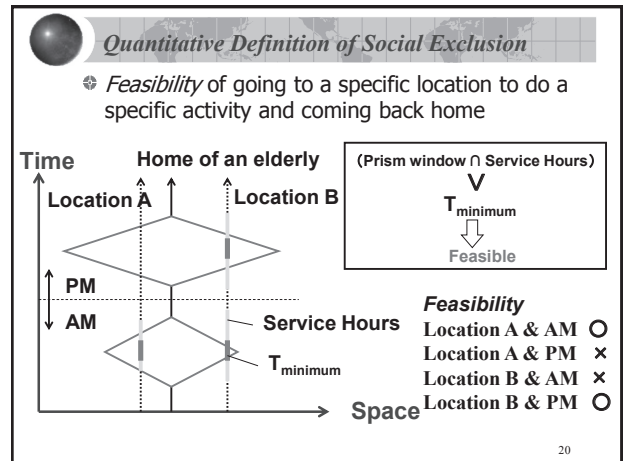 Quantitative Definition of Social Exclusion
Feasibility of going to a specific location to do a
specific activity and coming back home
Time
Home of an elderly
Location A
Location B
PM
AM
Service Hours
Tminimum
Space
(Prism window ∩ Service Hours)
∨
Tminimum
Feasible
Feasibility
Location A & AM ○
Location A & PM ×
Location B & AM ×
Location B & PM ○
20